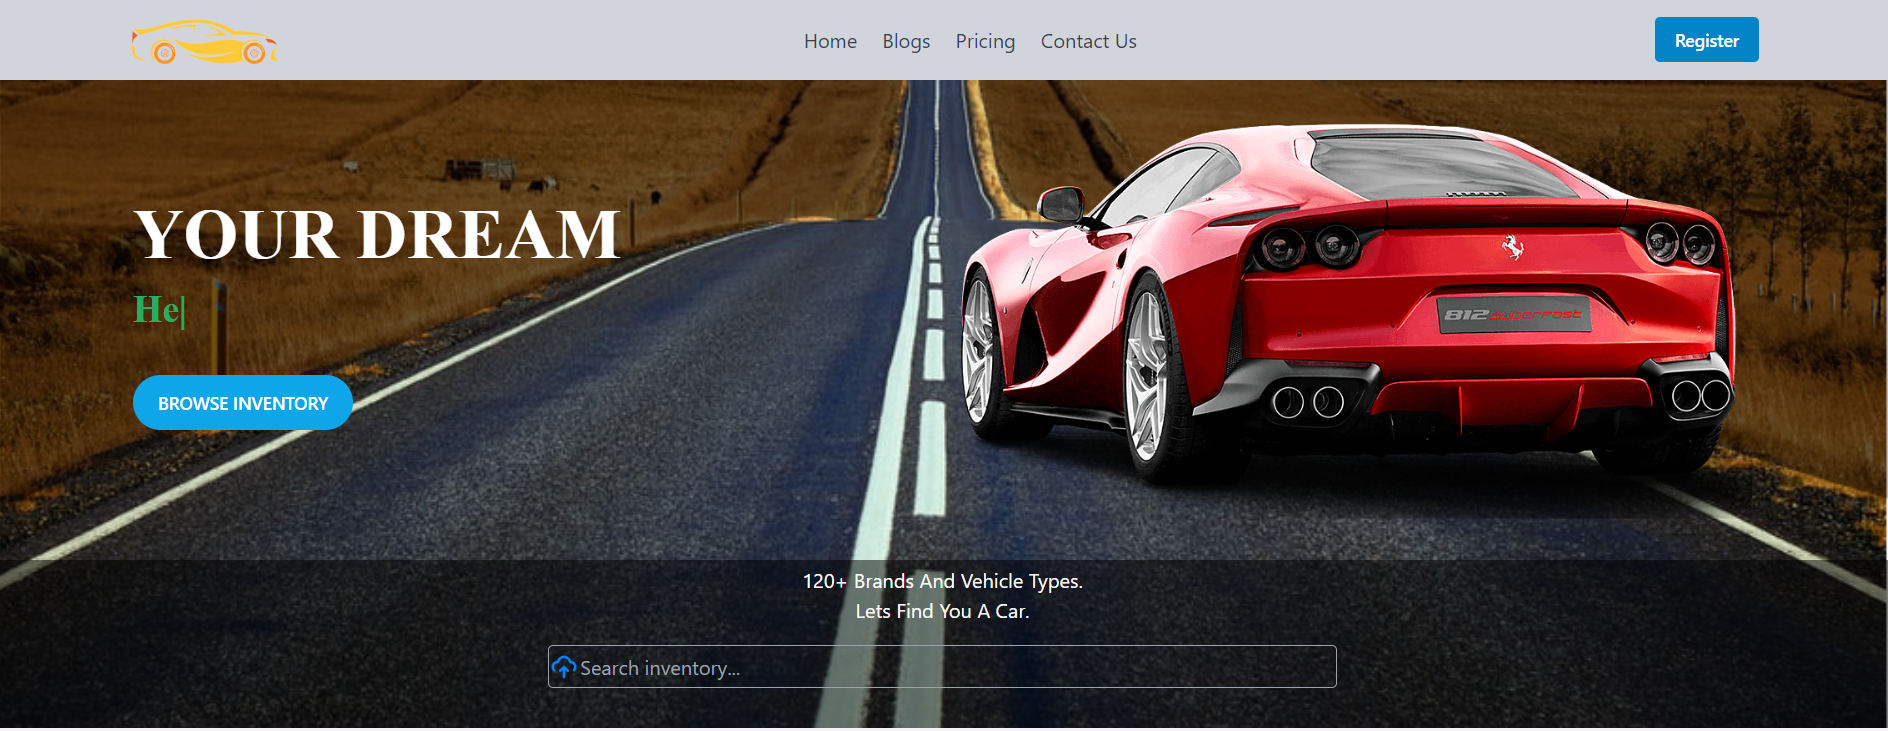 Home Blogs Pricing Contact Us Register
YOUR DREAM
He|
812 superfast
BROWSE INVENTORY
120+ Brands And Vehicle Types.
Lets Find You A Car.
Search inventory...